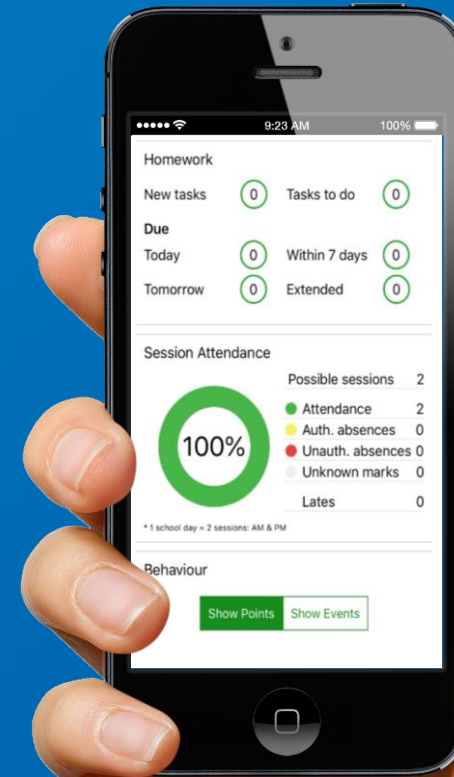 9:23 AM 100%
Homework
New tasks 0 Tasks to do 0
Due
Today 0 Within 7 days 0
Tomorrow 0 Extended 0
Session Attendance
Possible sessions 2
100%
Attendance 2
Auth. absences 0
Unauth. absences 0
Unknown marks 0
Lates 0
* 1 school day = 2 sessions: AM & PM
Behaviour
Show Points Show Events